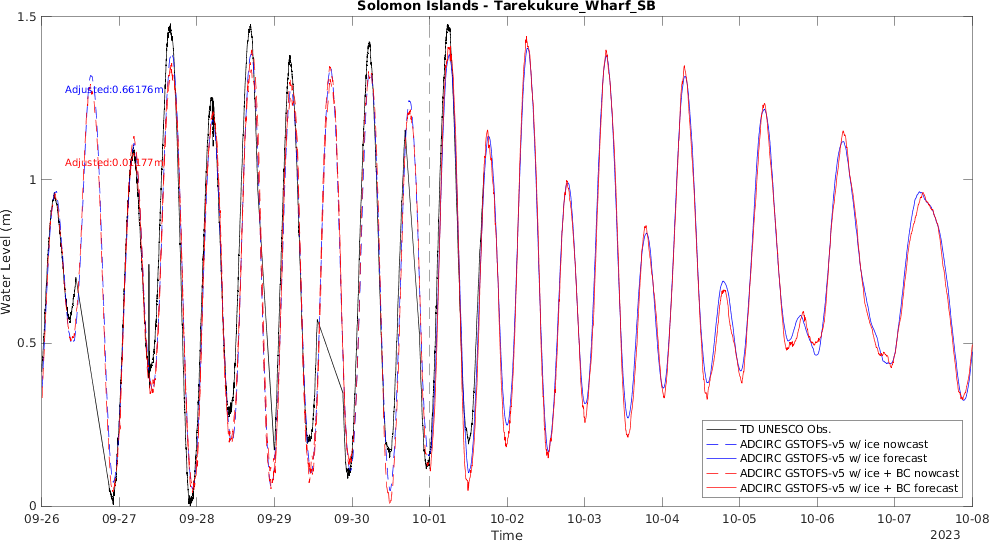 Solomon Islands - Tarekukure_Wharf_SB
1.5
Adjusted:0.66176m
Adjusted:0.01177m
1
Water Level (m)
0.5
TD UNESCO Obs.
ADCIRC GSTOFS-v5 w/ ice nowcast
ADCIRC GSTOFS-v5 w/ ice forecast
ADCIRC GSTOFS-v5 w/ ice + BC nowcast
ADCIRC GSTOFS-v5 w/ ice + BC forecast
0
09-26 09-27 09-28 09-29 09-30 10-01 10-02 10-03 10-04 10-05 10-06 10-07 10-08
Time 2023